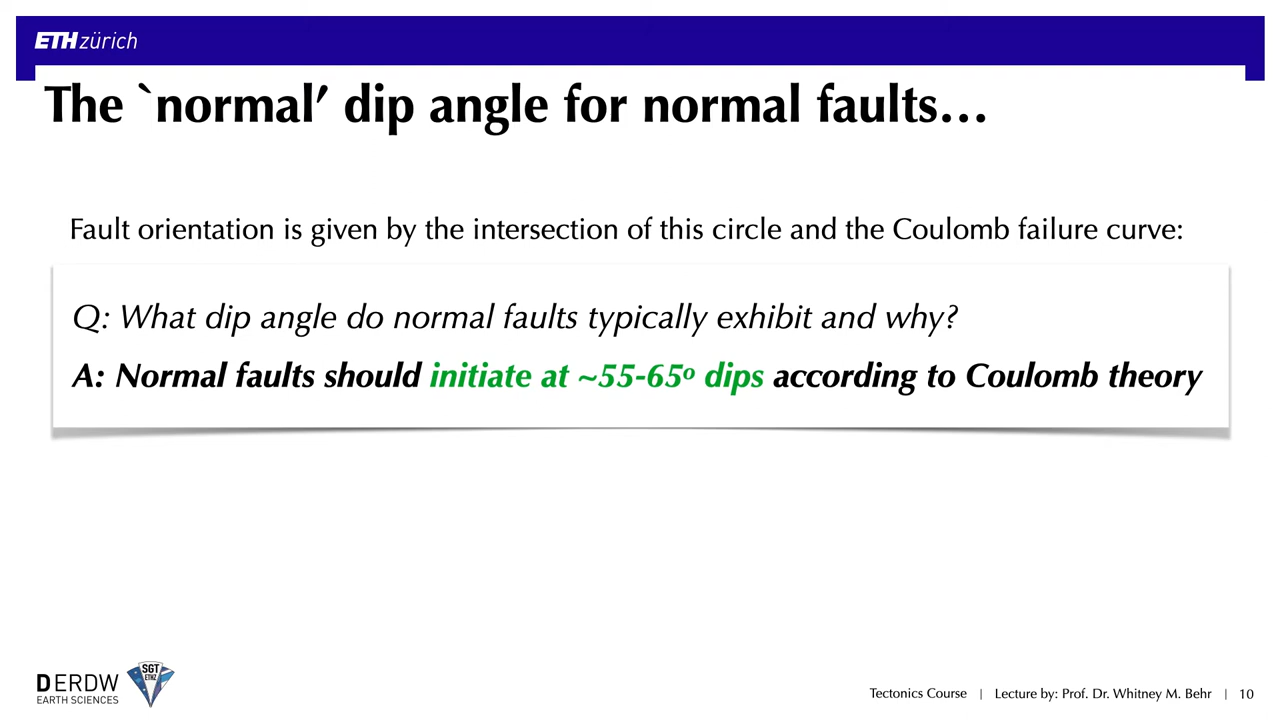 ETH zürich
The `normal’ dip angle for normal faults…
Fault orientation is given by the intersection of this circle and the Coulomb failure curve:
Q: What dip angle do normal faults typically exhibit and why?
A: Normal faults should initiate at ~55-65º dips according to Coulomb theory
DERDW
EARTH SCIENCES
SGT
ETHZ
Tectonics Course | Lecture by: Prof. Dr. Whitney M. Behr | 10